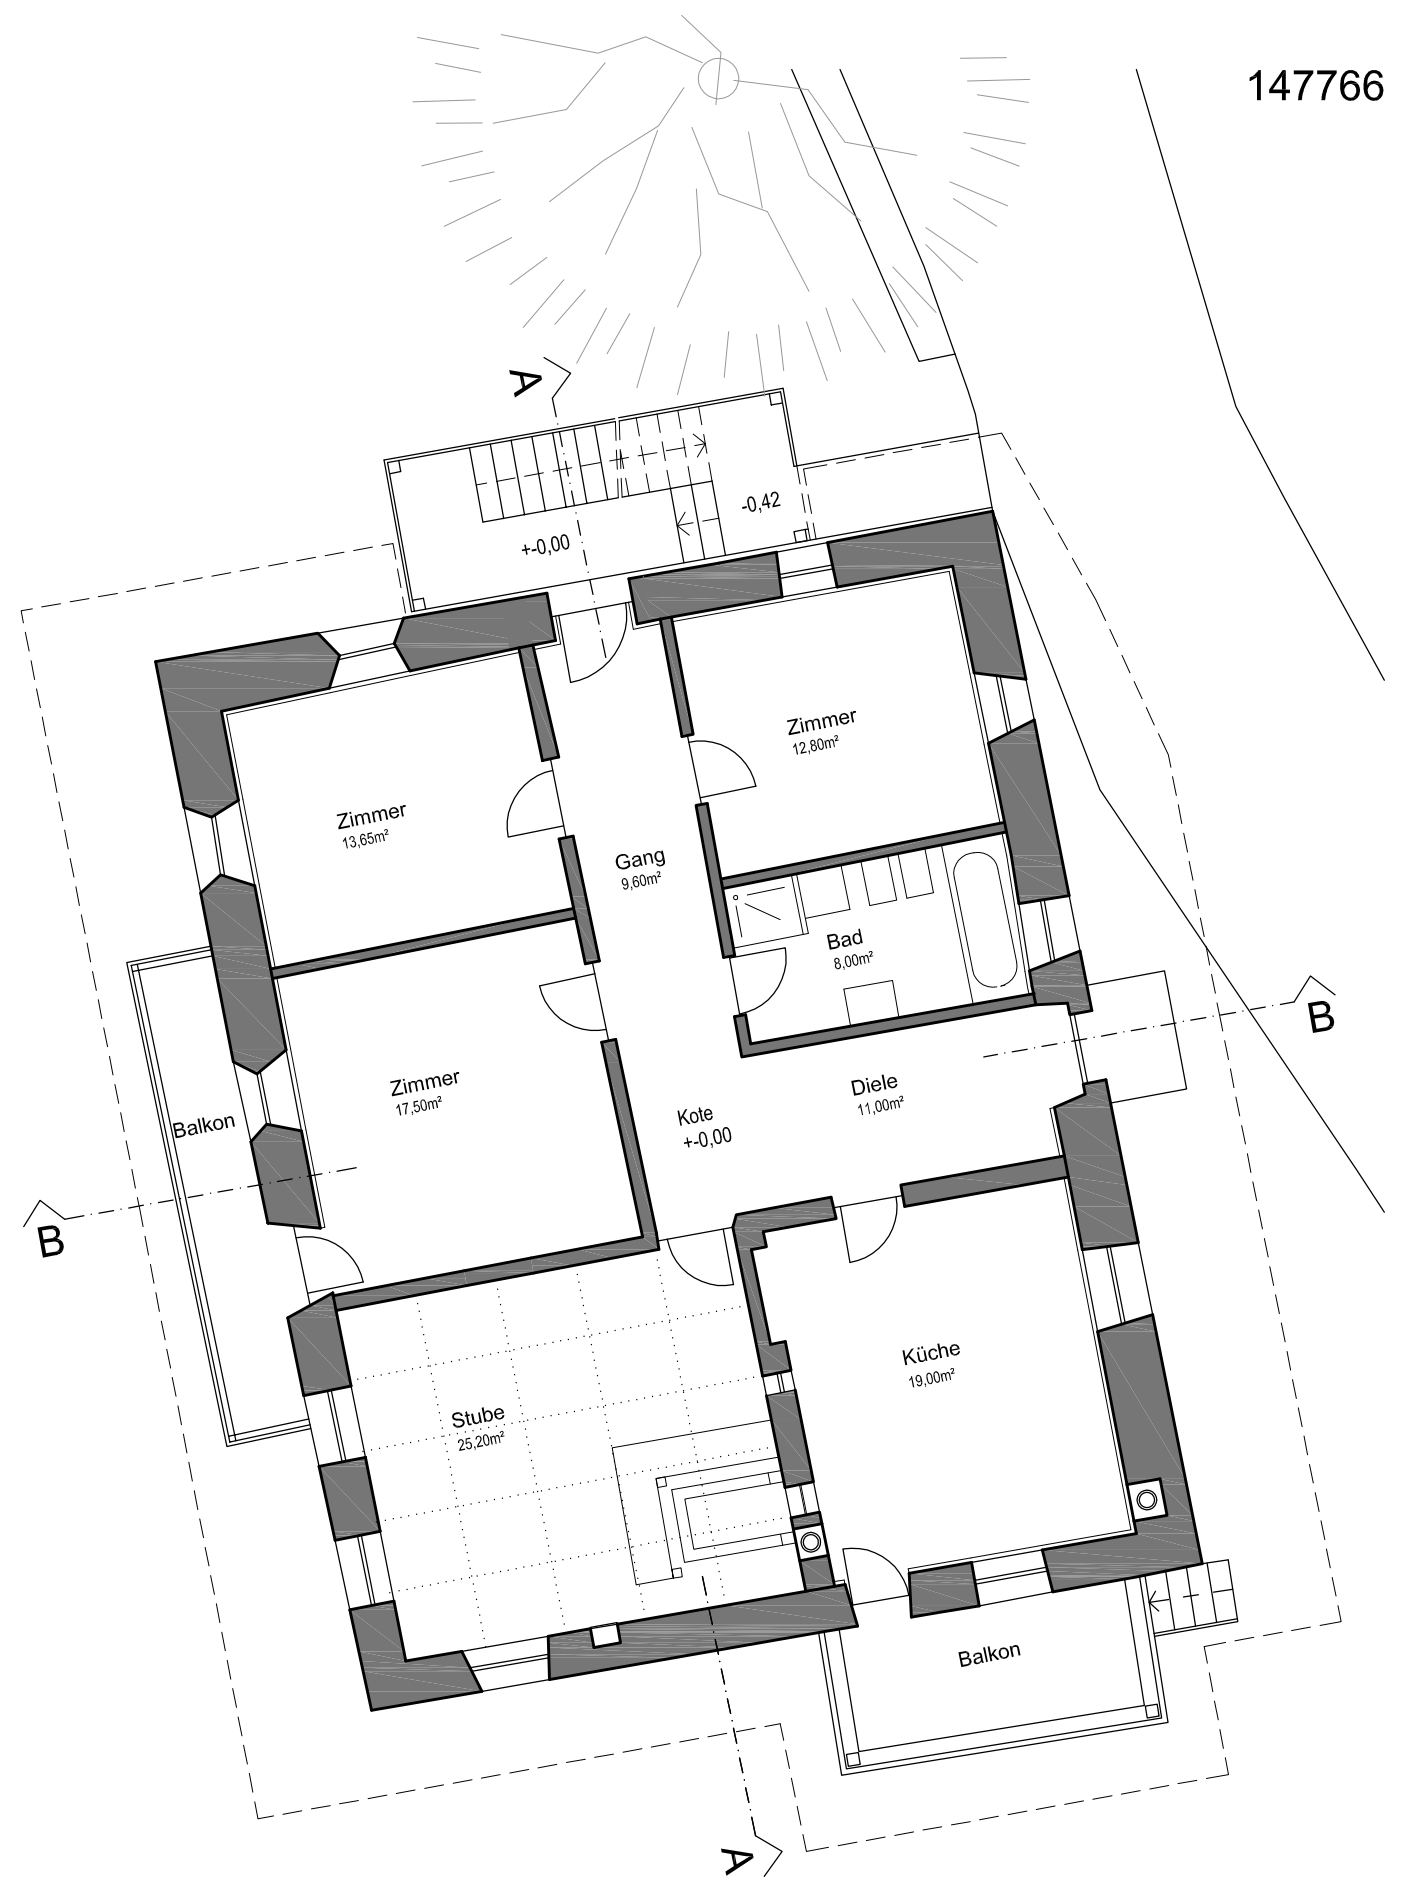 147766
A
-0,42
+-0,00
Zimmer
12,80m²
Zimmer
13,65m²
Gang
9,60m²
Bad
8,00m²
B
Zimmer
17,50m²
Diele
11,00m²
Kote
+-0,00
Balkon
B
Küche
19,00m²
Stube
25,20m²
Balkon
A